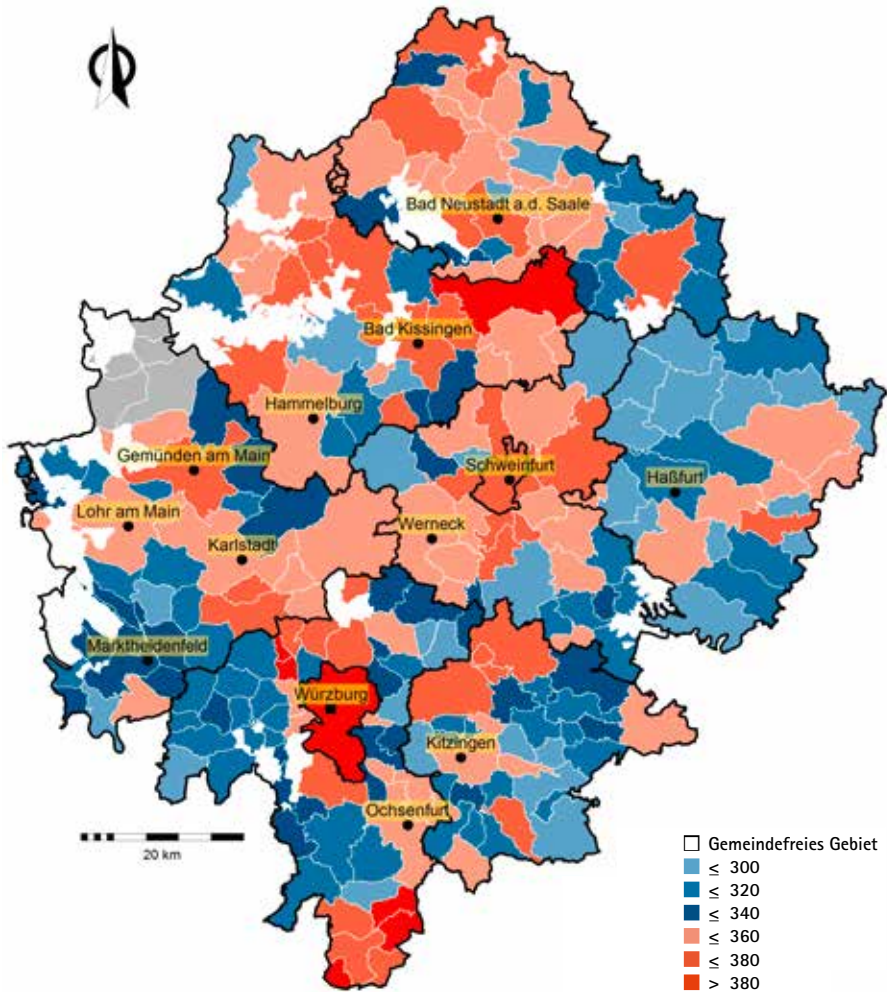 Bad Neustadt a.d. Saale
Bad Kissingen
Hammelburg
Gemünden am Main
Schweinfurt
Haßfurt
Lohr am Main
Werneck
Karlstadt
Marktheidenfeld
Würzburg
Kitzingen
Ochsenfurt
20 km
Gemeindefreies Gebiet
≤ 300
≤ 320
≤ 340
≤ 360
≤ 380
> 380